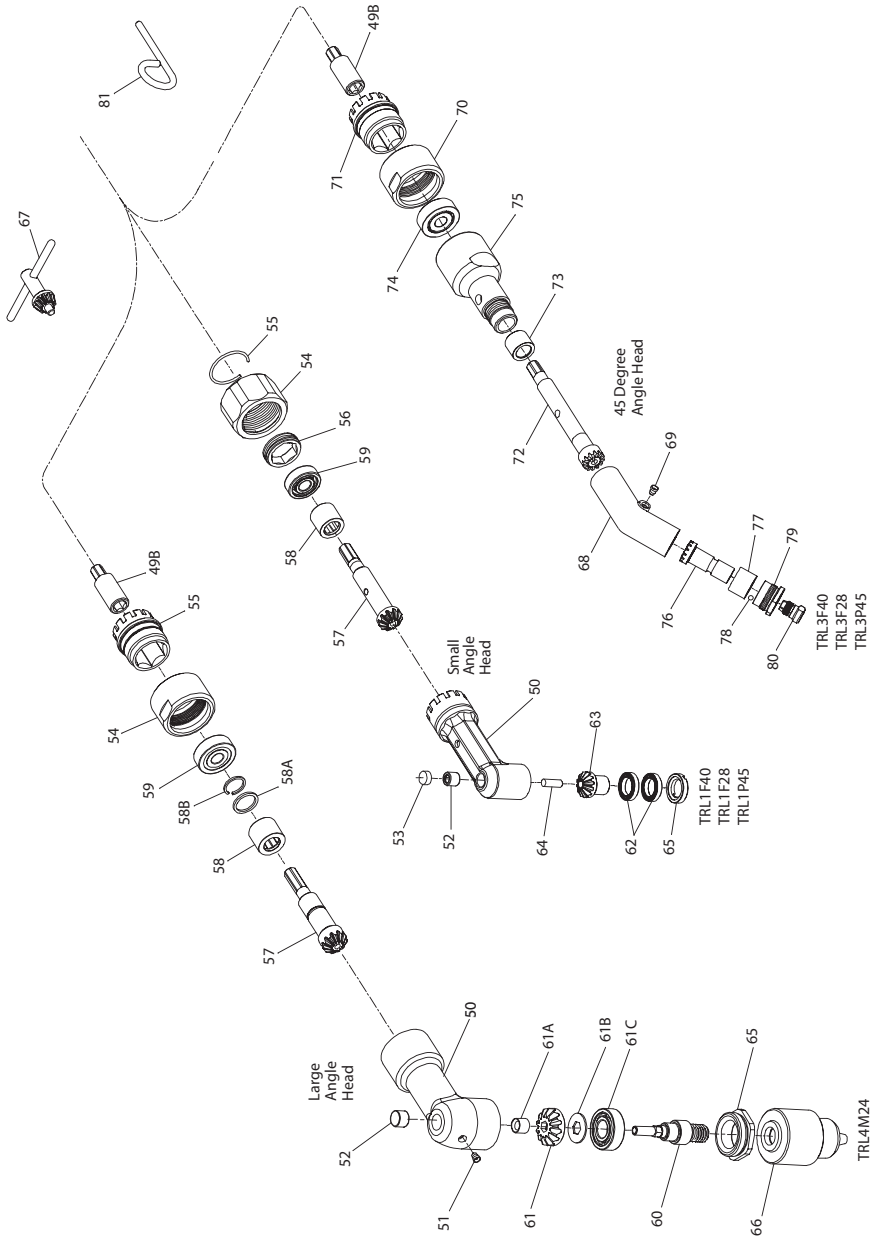 67
81
49B
71
70
74
75
73
72
45 Degree
Angle Head
69
68
76
77
78
79
80
TRL3F40
TRL3F28
TRL3P45
55
54
56
59
58
57
Small
Angle
Head
50
53
52
64
63
62
65
TRL1F40
TRL1F28
TRL1P45
49B
55
54
59
58B
58A
58
57
Large
Angle
Head
50
52
51
61A
61
61B
61C
60
65
66
TRL4M24